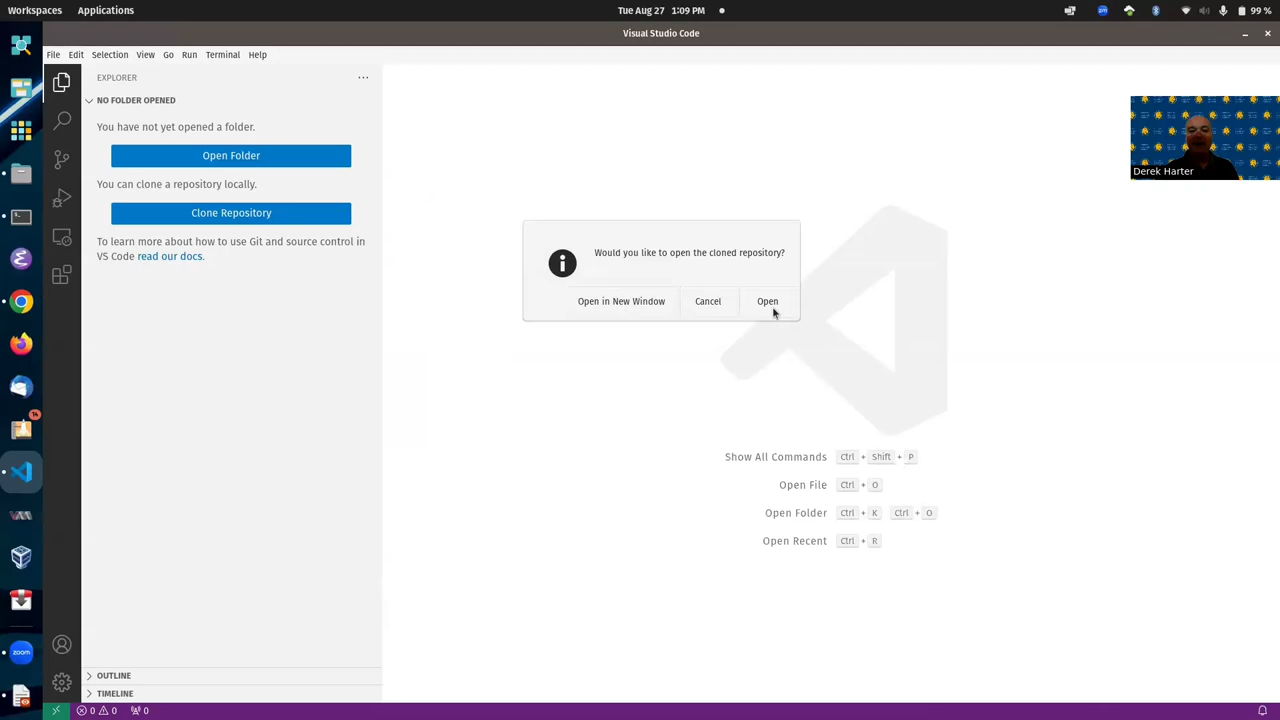 Workspaces Applications Tue Aug 27 1:09 PM 99 %
Visual Studio Code
File Edit Selection View Go Run Terminal Help
EXPLORER
NO FOLDER OPENED
You have not yet opened a folder.
Open Folder
You can clone a repository locally.
Clone Repository
To learn more about how to use Git and source control in
VS Code read our docs.
Would you like to open the cloned repository?
Open in New Window Cancel Open
Derek Harter
Show All Commands Ctrl + Shift + P
Open File Ctrl + O
Open Folder Ctrl + K Ctrl + O
Open Recent Ctrl + R
14
zoom
OUTLINE
TIMELINE
0 0 0